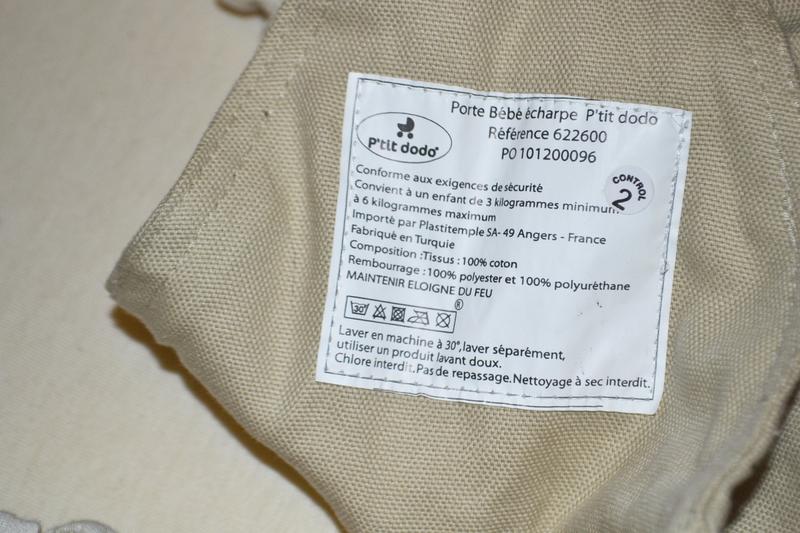 Porte Bébé écharpe P'tit dodo
Référence 622600
PO101200096
P'tit dodo
CONTROL
2
Conforme aux exigences de sécurité
Convient à un enfant de 3 kilogrammes minimum
à 6 kilogrammes maximum
Importé par Plastitemple SA- 49 Angers - France
Fabriqué en Turquie
Composition :Tissus : 100% coton
Rembourrage : 100% polyester et 100% polyuréthane
MAINTENIR ELOIGNE DU FEU
30°
®
Laver en machine à 30°,laver séparément,
utiliser un produit lavant doux.
Chlore interdit.Pas de repassage.Nettoyage à sec interdit.